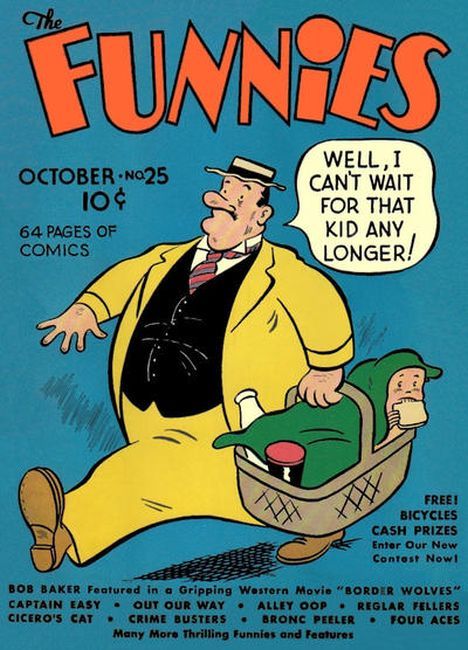 The
FUNNiES
OCTOBER • No. 25
10¢
64 PAGES OF
COMICS
WELL, I
CAN'T WAIT
FOR THAT
KID ANY
LONGER!
FREE!
BICYCLES
CASH PRIZES
Enter Our New
Contest Now!
BOB BAKER Featured in a Gripping Western Movie "BORDER WOLVES"
CAPTAIN EASY • OUT OUR WAY • ALLEY OOP • REGLAR FELLERS
CICERO'S CAT • CRIME BUSTERS • BRONC PEELER • FOUR ACES
Many More Thrilling Funnies and Features